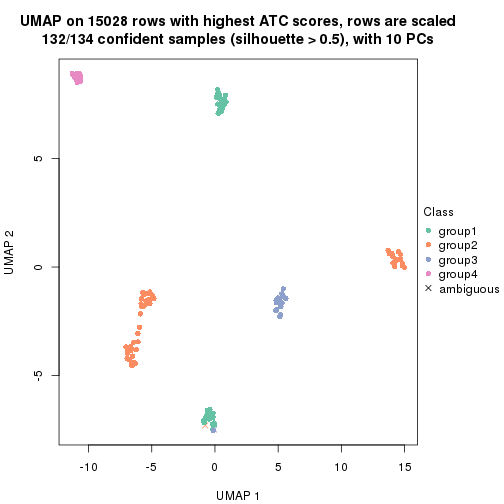 UMAP on 15028 rows with highest ATC scores, rows are scaled
132/134 confident samples (silhouette > 0.5), with 10 PCs
UMAP 2
5
0
-5
-10
-5
0
5
10
15
UMAP 1
Class
group1
group2
group3
group4
ambiguous